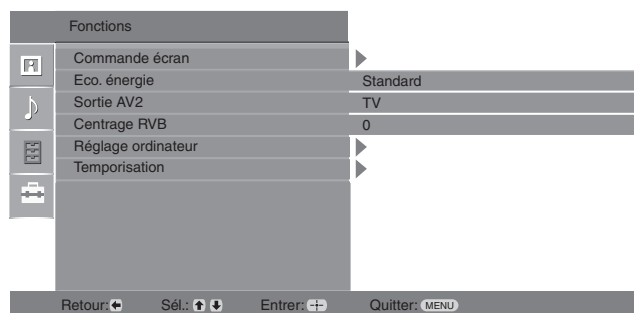 Fonctions
Commande écran
Eco. énergie Standard
Sortie AV2 TV
Centrage RVB 0
Réglage ordinateur
Temporisation
Retour: Sél.: Entrer: Quitter: MENU